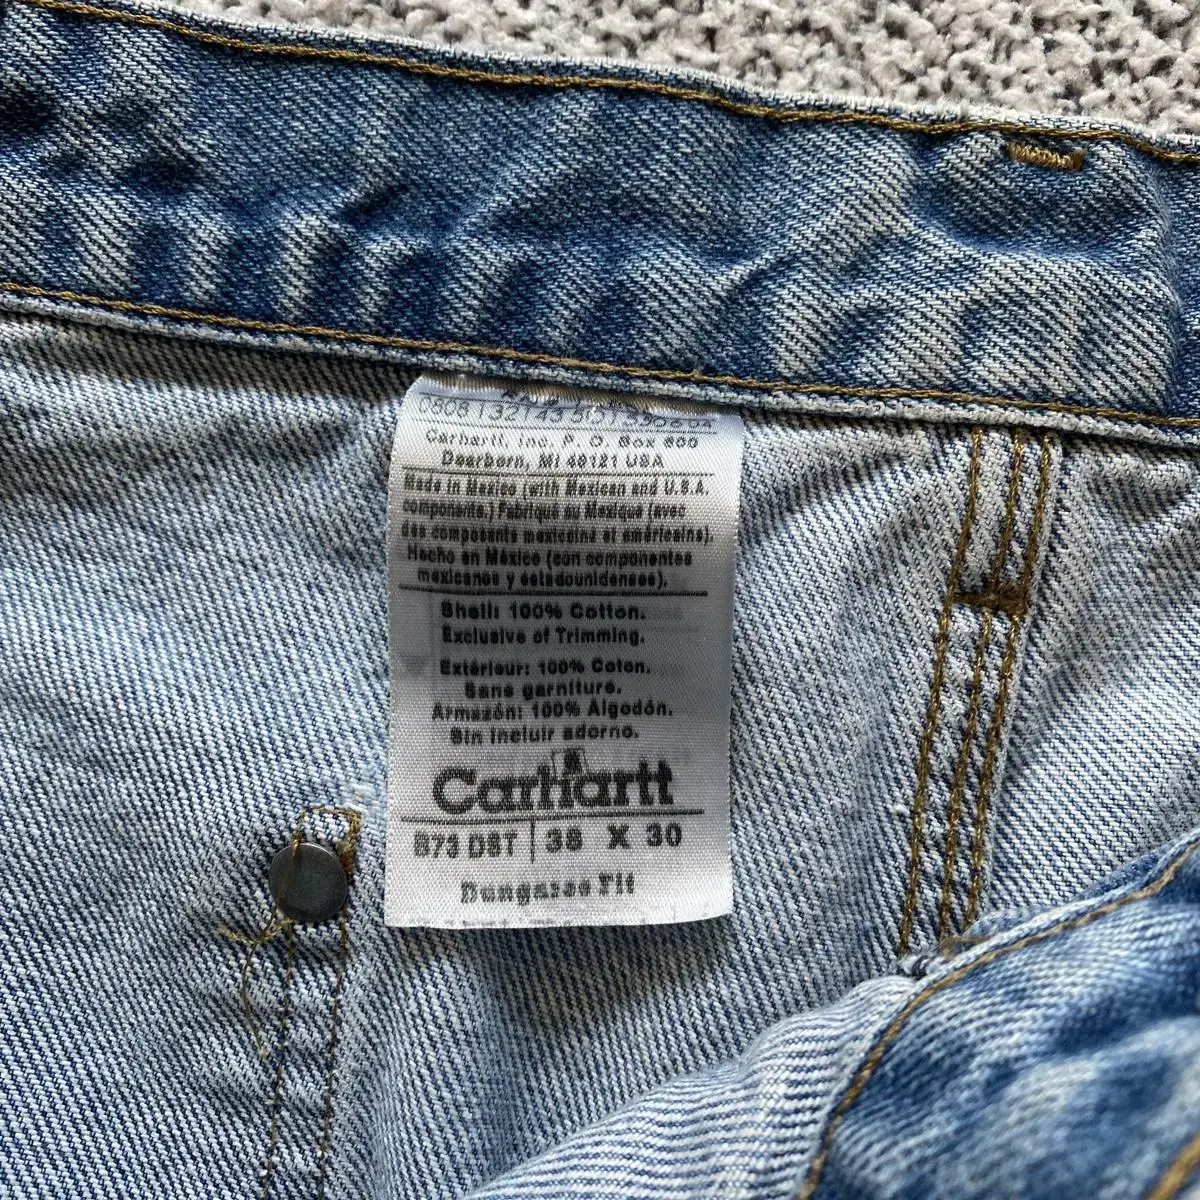 Carhartt, Inc. P. O. Box 600
Dearborn, MI 48121 USA
Made in Mexico (with Mexican and U.S.A.
components.) Fabriqué au Mexique (avec
des composants mexicains et américains).
Hecho en México (con componentes
mexicanos y estadounidenses).
Shell: 100% Cotton.
Exclusive of Trimming.
Extérieur: 100% Coton.
Sans garniture.
Armazón: 100% Algodón.
Sin incluir adorno.
Carhartt
B73 DST 38 X 30
Dungaree Fit